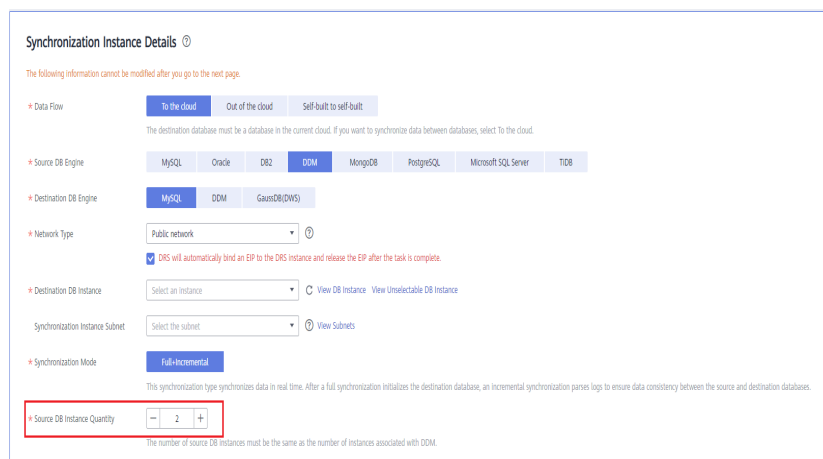 Synchronization Instance Details ?
The following information cannot be modified after you go to the next page.
* Data Flow To the cloud Out of the cloud Self-built to self-built
The destination database must be a database in the current cloud. If you want to synchronize data between databases, select To the cloud.
* Source DB Engine MySQL Oracle DB2 DDM MongoDB PostgreSQL Microsoft SQL Server TiDB
* Destination DB Engine MySQL DDM GaussDB(DWS)
* Network Type Public network ?
DRS will automatically bind an EIP to the DRS instance and release the EIP after the task is complete.
* Destination DB Instance Select an instance View DB Instance View Unselectable DB Instance
Synchronization Instance Subnet Select the subnet ? View Subnets
* Synchronization Mode Full+Incremental
This synchronization type synchronizes data in real time. After a full synchronization initializes the destination database, an incremental synchronization parses logs to ensure data consistency between the source and destination databases.
* Source DB Instance Quantity − 2 +
The number of source DB instances must be the same as the number of instances associated with DDM.